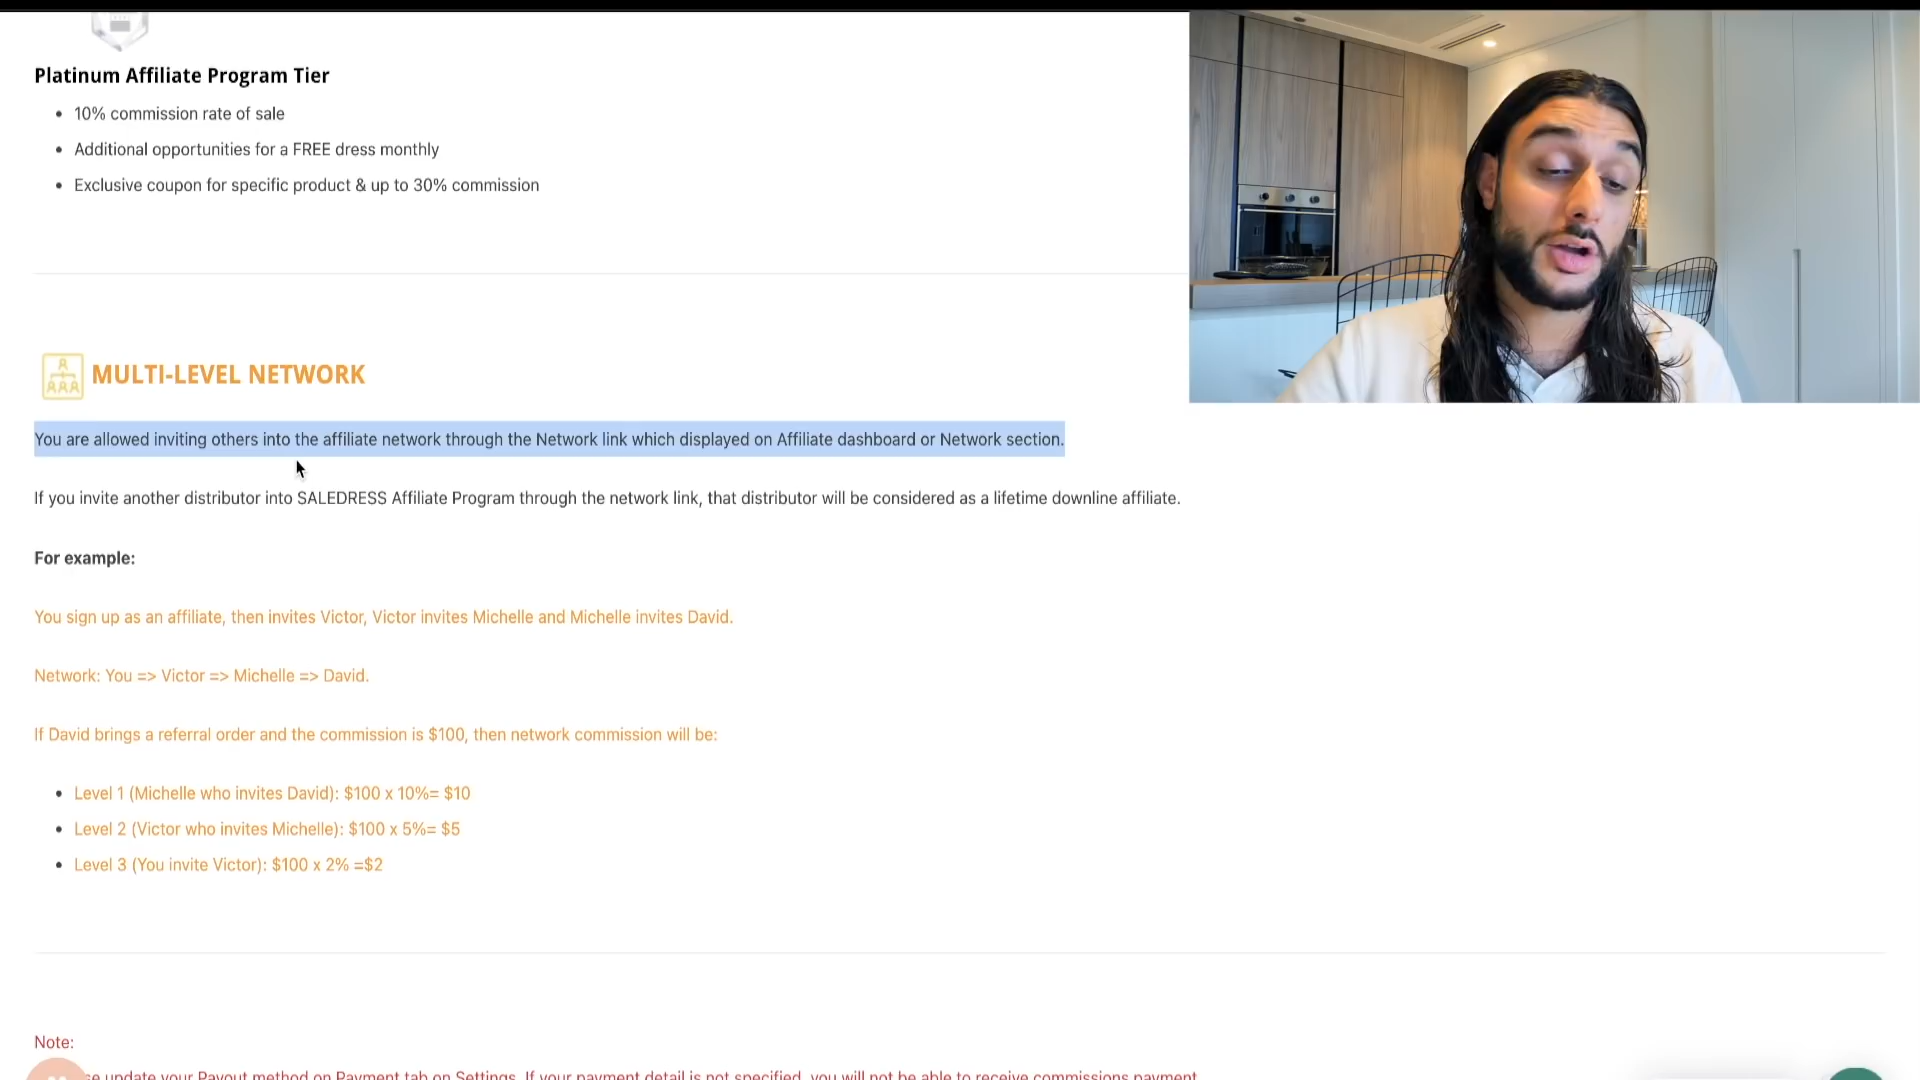 Platinum Affiliate Program Tier
10% commission rate of sale
Additional opportunities for a FREE dress monthly
Exclusive coupon for specific product & up to 30% commission
MULTI-LEVEL NETWORK
You are allowed inviting others into the affiliate network through the Network link which displayed on Affiliate dashboard or Network section.
If you invite another distributor into SALEDRESS Affiliate Program through the network link, that distributor will be considered as a lifetime downline affiliate.
For example:
You sign up as an affiliate, then invites Victor, Victor invites Michelle and Michelle invites David.
Network: You => Victor => Michelle => David.
If David brings a referral order and the commission is $100, then network commission will be:
Level 1 (Michelle who invites David): $100 x 10%= $10
Level 2 (Victor who invites Michelle): $100 x 5%= $5
Level 3 (You invite Victor): $100 x 2% =$2
Note:
update your Payout method on Payment tab on Settings. If your payment detail is not specified, you will not be able to receive commissions payment